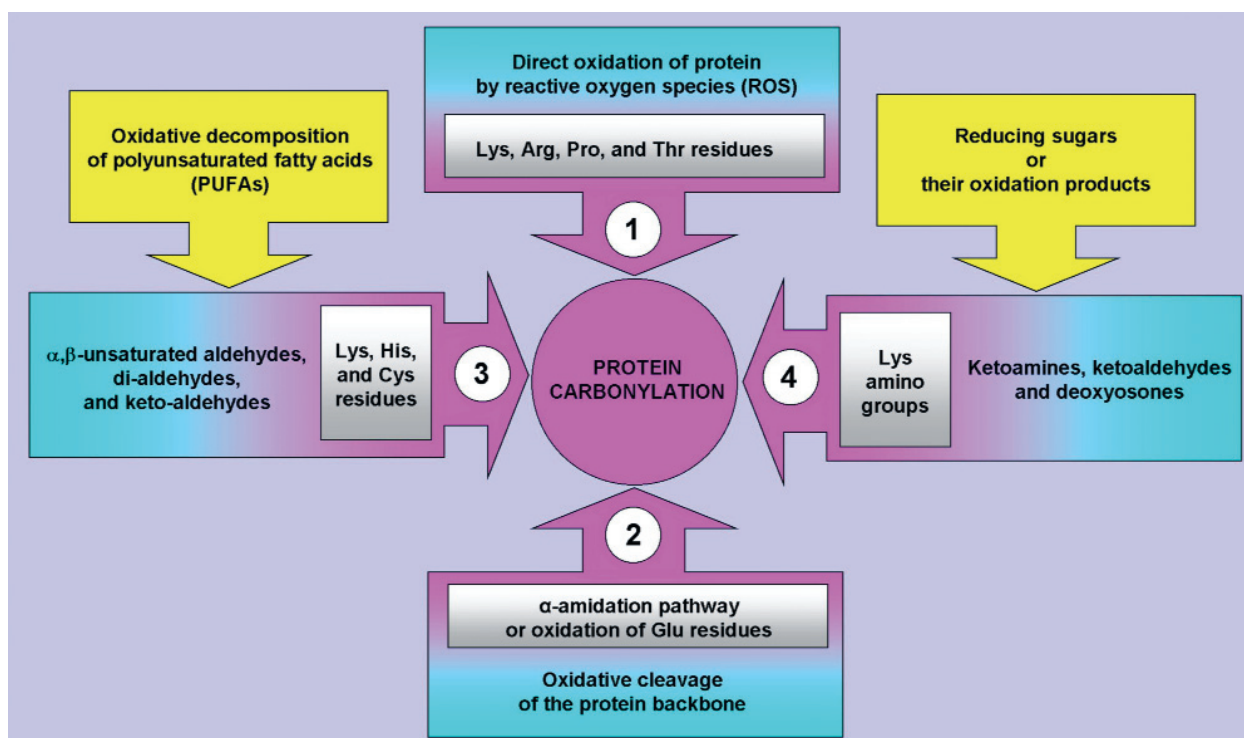 Direct oxidation of protein
by reactive oxygen species (ROS)
Lys, Arg, Pro, and Thr residues
1
Oxidative decomposition
of polyunsaturated fatty acids
(PUFAs)
Reducing sugars
or
their oxidation products
α,β-unsaturated aldehydes,
di-aldehydes,
and keto-aldehydes
Lys, His,
and Cys
residues
3
PROTEIN
CARBONYLATION
4
Lys
amino
groups
Ketoamines, ketoaldehydes
and deoxyosones
2
α-amidation pathway
or oxidation of Glu residues
Oxidative cleavage
of the protein backbone